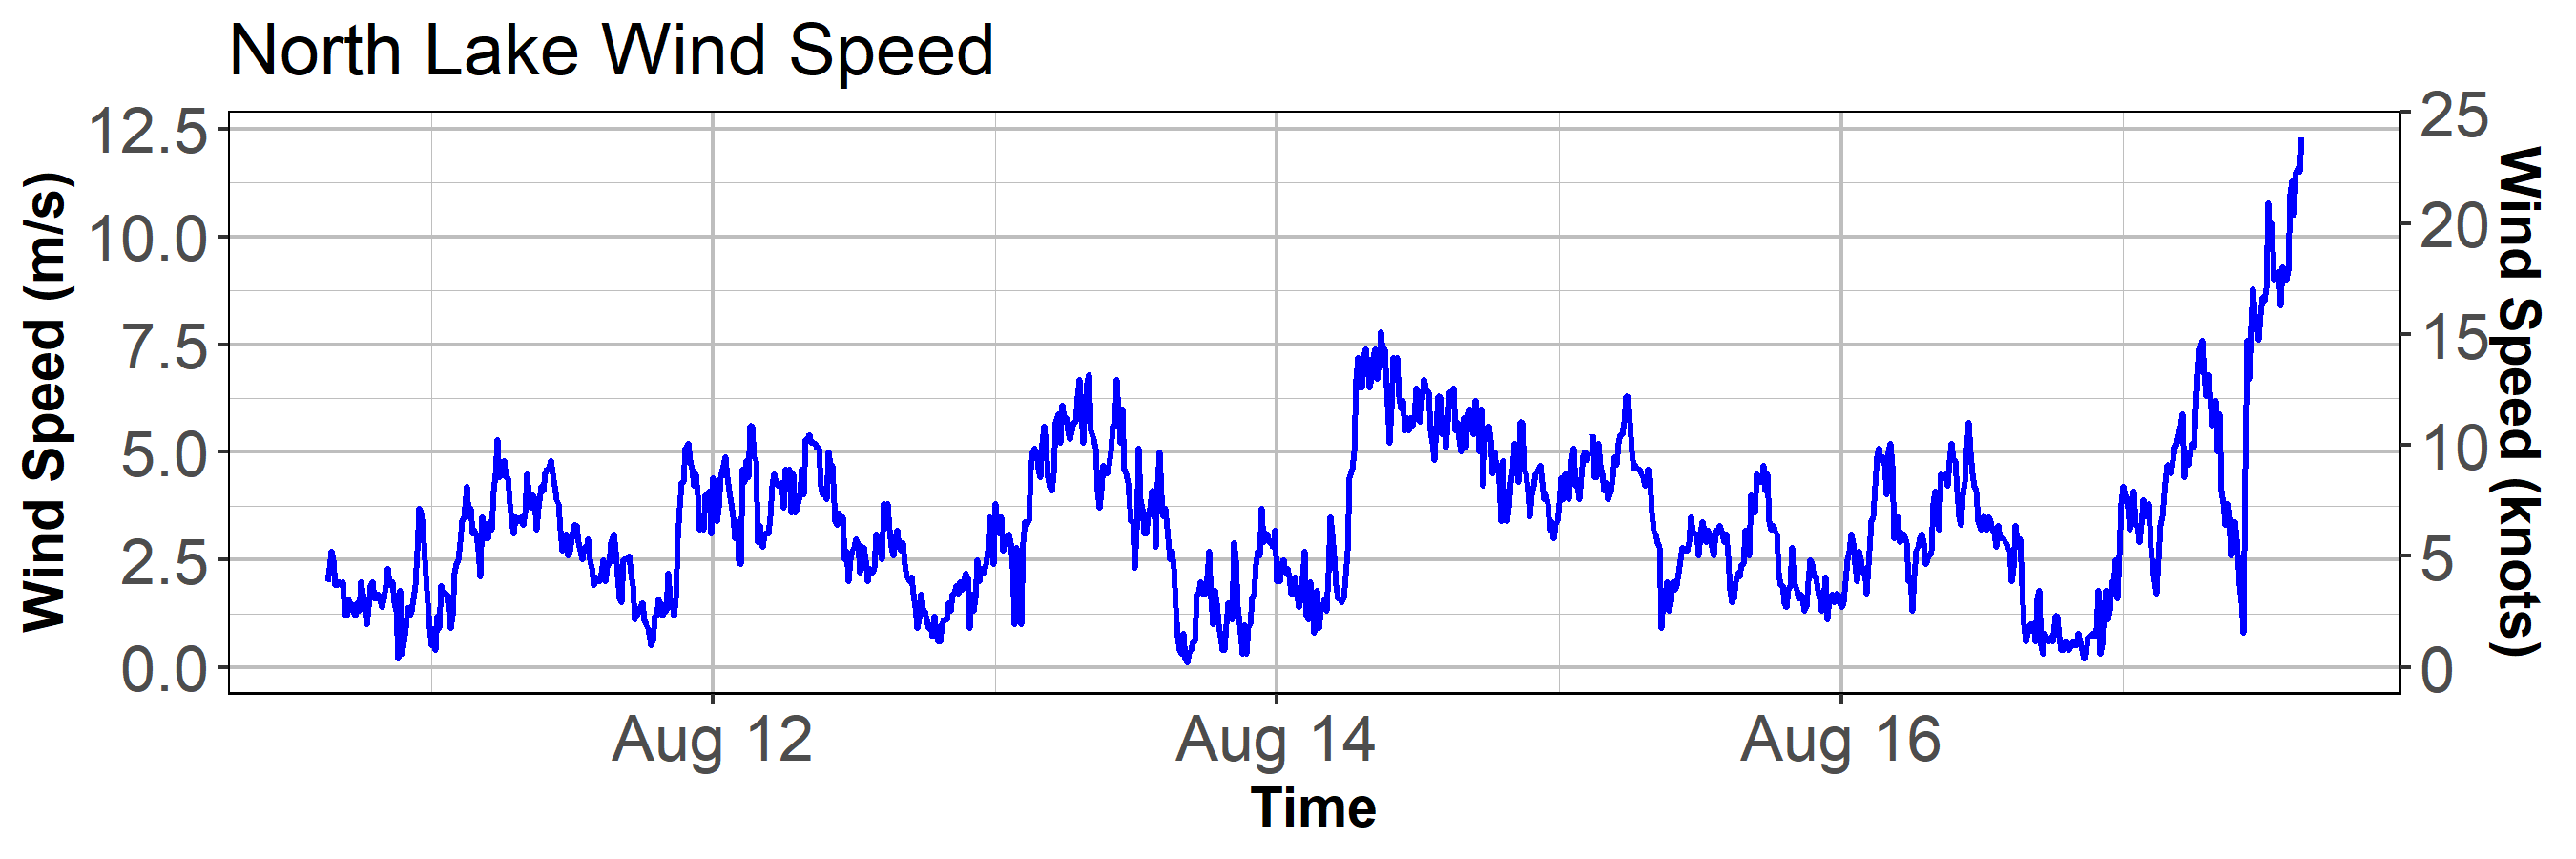 North Lake Wind Speed
Wind Speed (m/s)
12.5
10.0
7.5
5.0
2.5
0.0
25
20
15
10
5
0
Wind Speed (knots)
Aug 12
Aug 14
Aug 16
Time